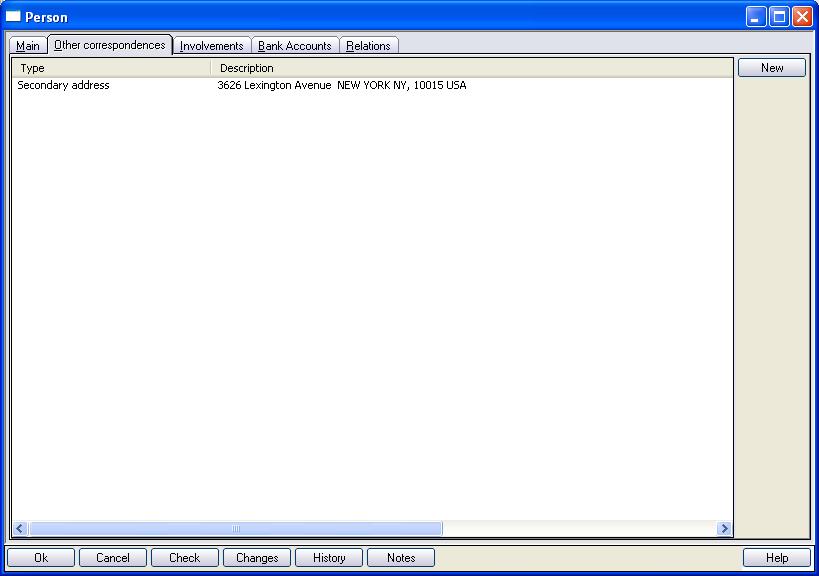 Person
Main Other correspondences Involvements Bank Accounts Relations
Type Description New
Secondary address 3626 Lexington Avenue  NEW YORK NY, 10015 USA
Ok Cancel Check Changes History Notes Help